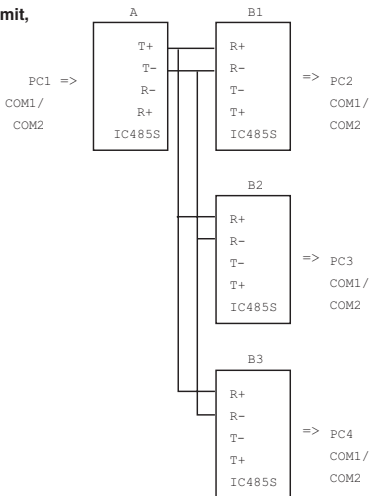 mit,
A
T+
T-
R-
R+
IC485S
PC1 =>
COM1/
COM2
B1
R+
R-
T-
T+
IC485S
=> PC2
COM1/
COM2
B2
R+
R-
T-
T+
IC485S
=> PC3
COM1/
COM2
B3
R+
R-
T-
T+
IC485S
=> PC4
COM1/
COM2